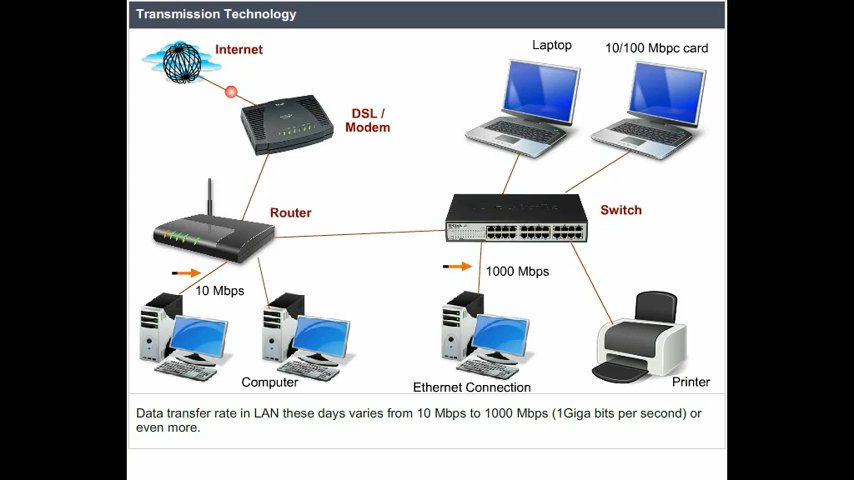 Transmission Technology
Internet
Laptop
10/100 Mbpc card
DSL /
Modem
Router
Switch
10 Mbps
1000 Mbps
Computer
Ethernet Connection
Printer
Data transfer rate in LAN these days varies from 10 Mbps to 1000 Mbps (1Giga bits per second) or
even more.